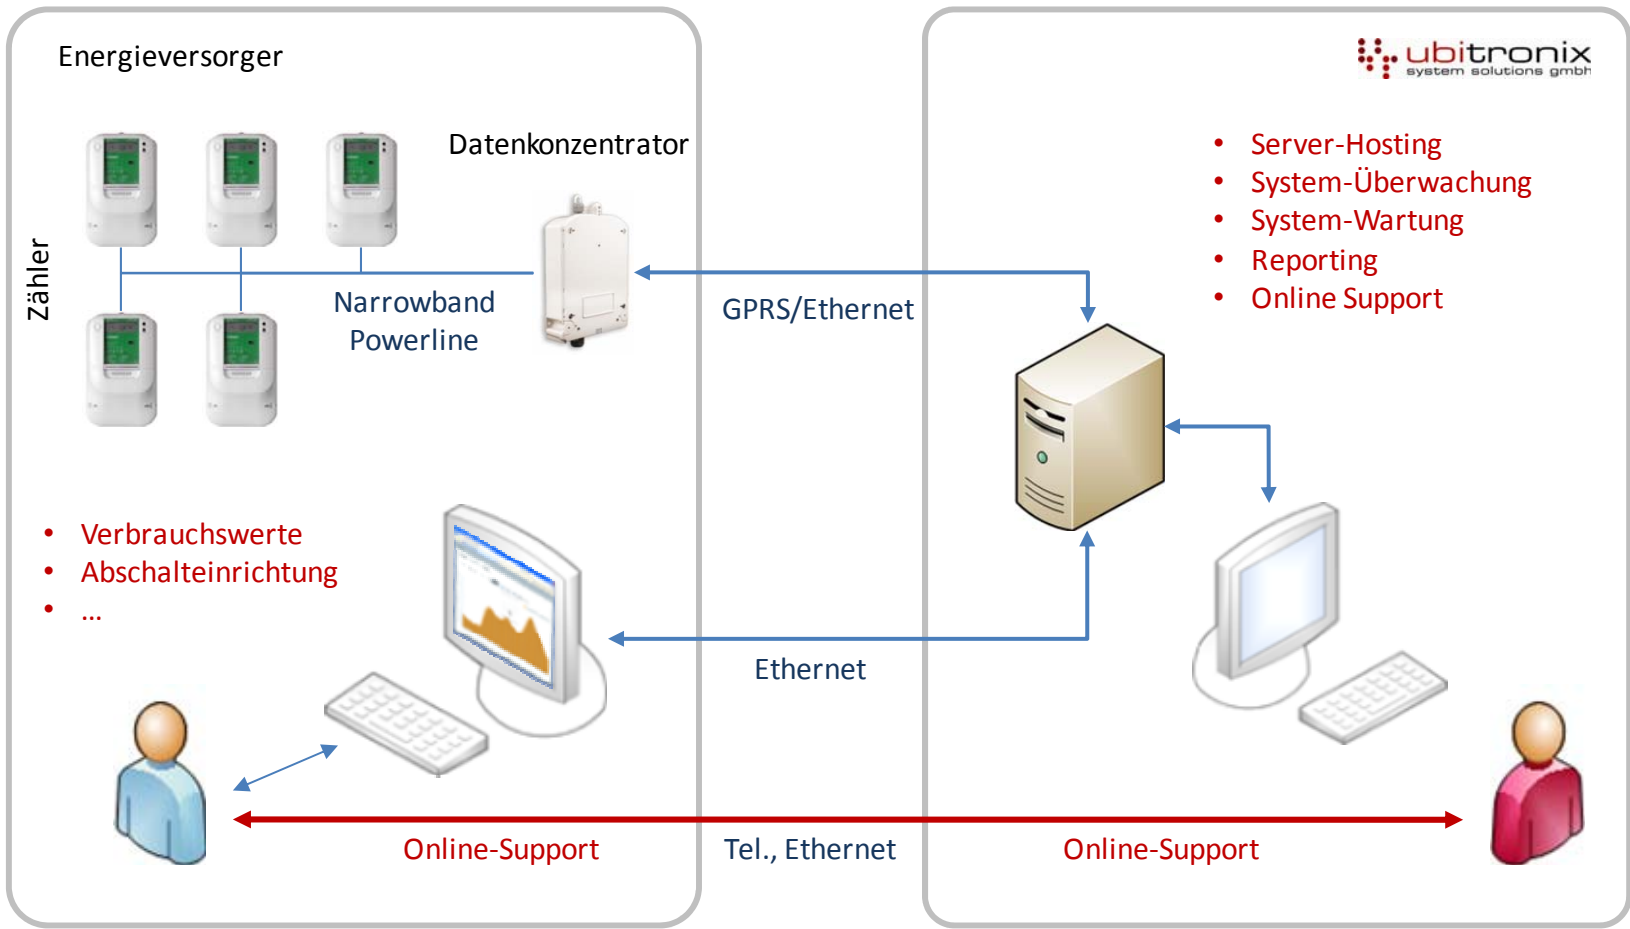 Energieversorger
Zähler
Datenkonzentrator
Narrowband
Powerline
GPRS/Ethernet
ubitronix
system solutions gmbh
• Server-Hosting
• System-Überwachung
• System-Wartung
• Reporting
• Online Support
• Verbrauchswerte
• Abschalteinrichtung
• ...
Ethernet
Online-Support
Tel., Ethernet
Online-Support